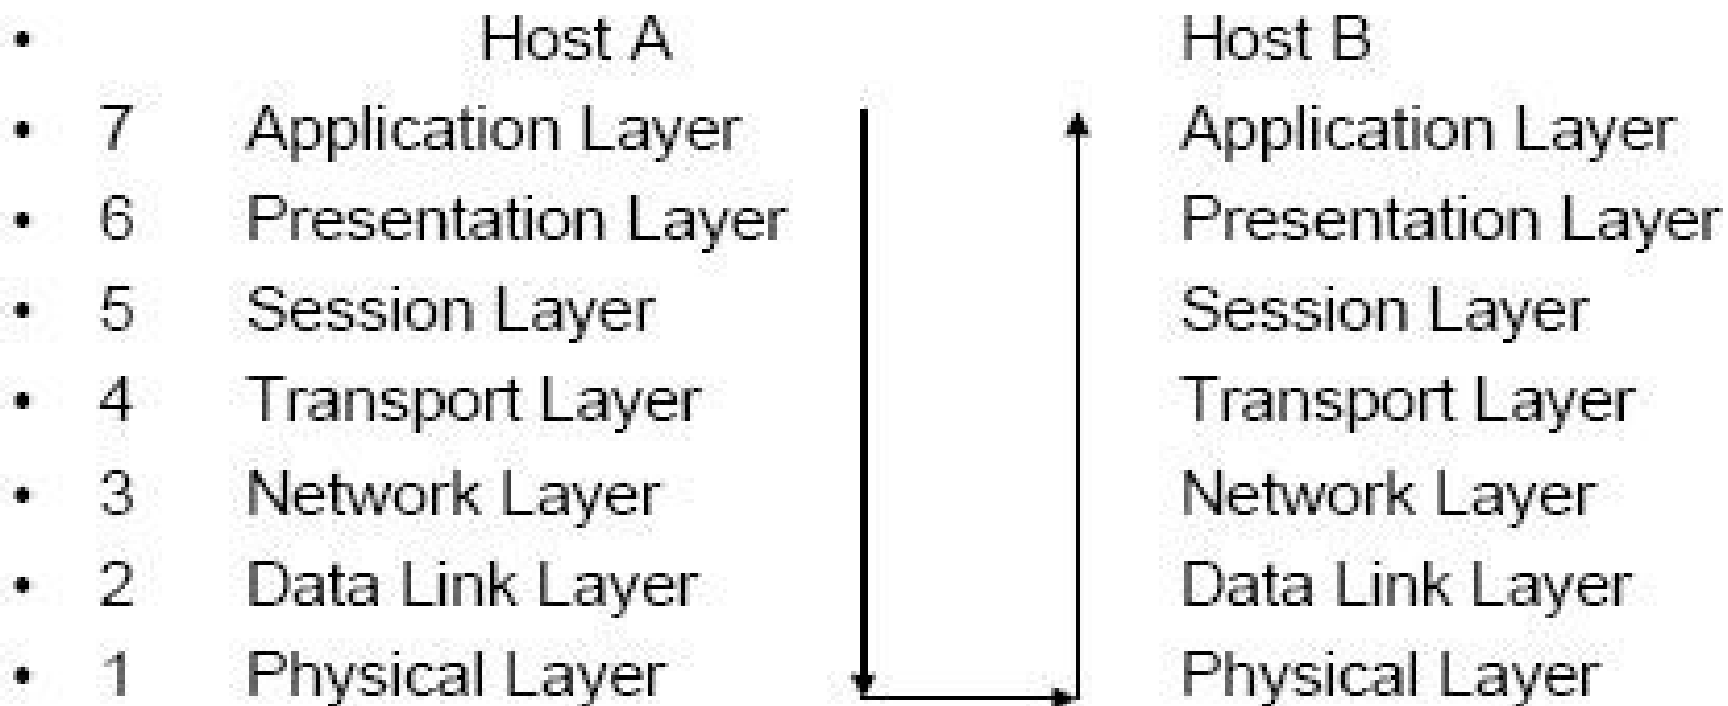 • Host A Host B
• 7 Application Layer Application Layer
• 6 Presentation Layer Presentation Layer
• 5 Session Layer Session Layer
• 4 Transport Layer Transport Layer
• 3 Network Layer Network Layer
• 2 Data Link Layer Data Link Layer
• 1 Physical Layer Physical Layer